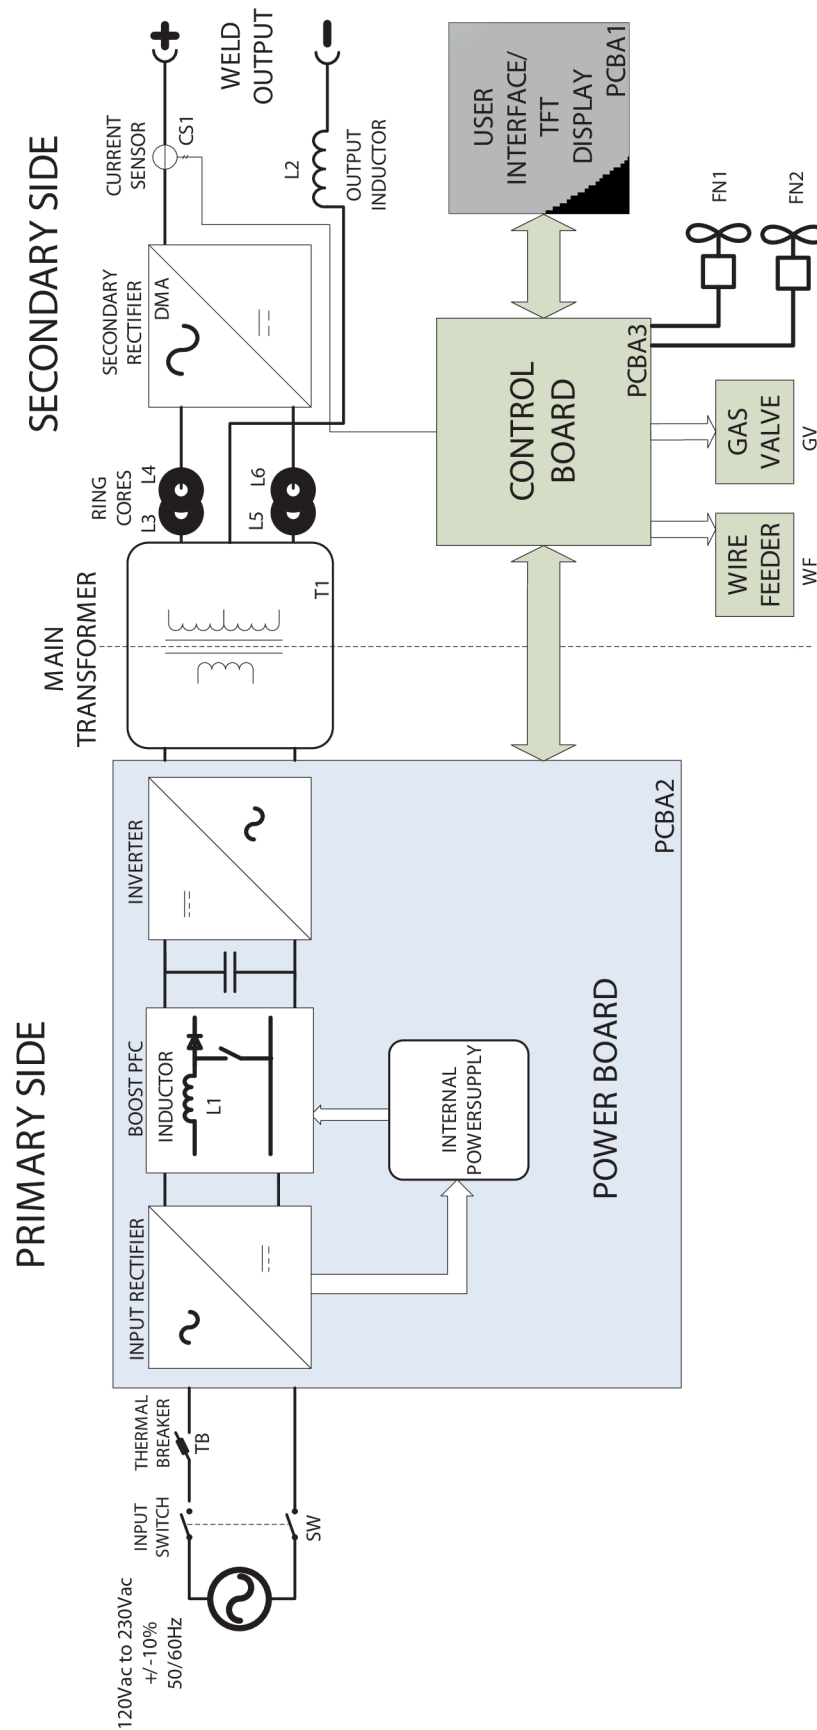 PRIMARY SIDE
SECONDARY SIDE
120Vac to 230Vac
+/-10%
50/60Hz
INPUT
SWITCH
SW
THERMAL
BREAKER
TB
INPUT RECTIFIER
BOOST PFC
INDUCTOR
L1
INVERTER
INTERNAL
POWERSUPPLY
POWER BOARD
PCBA2
MAIN
TRANSFORMER
T1
RING
CORES
L3
L4
L5
L6
SECONDARY
RECTIFIER
DMA
CURRENT
SENSOR
CS1
+
WELD
OUTPUT
-
L2
OUTPUT
INDUCTOR
CONTROL
BOARD
PCBA3
USER
INTERFACE/
TFT
DISPLAY
PCBA1
WIRE
FEEDER
WF
GAS
VALVE
GV
FN1
FN2